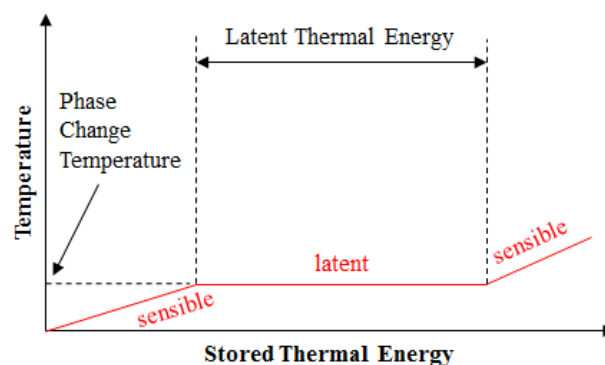 Latent Thermal Energy
Phase
Change
Temperature
Temperature
sensible
latent
sensible
Stored Thermal Energy